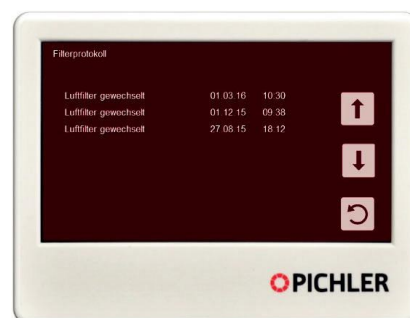 Filterprotokoll
Luftfilter gewechselt 01.03.16 10:30
Luftfilter gewechselt 01.12.15 09:38
Luftfilter gewechselt 27.08.15 18:12
PICHLER